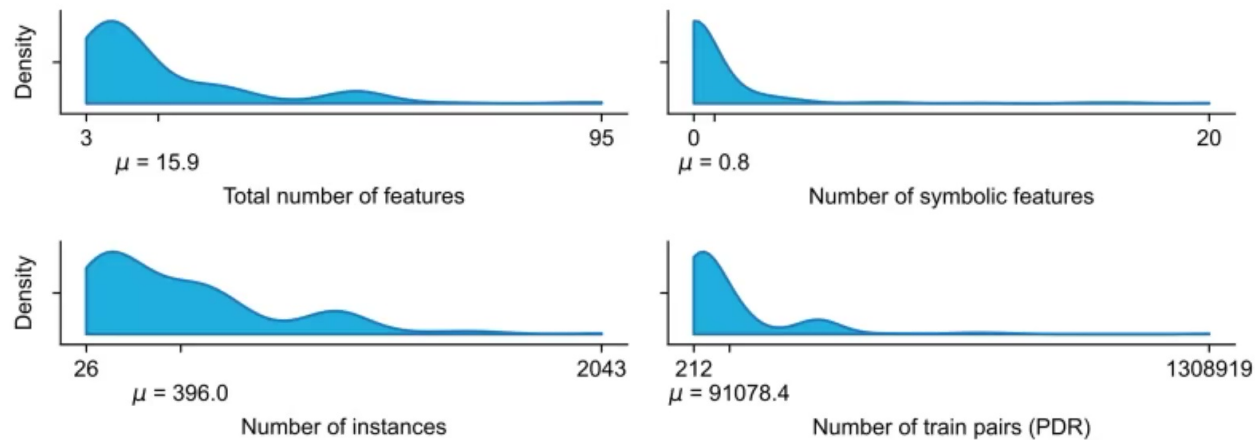 Density
3
95
μ = 15.9
Total number of features
0
20
μ = 0.8
Number of symbolic features
Density
26
2043
μ = 396.0
Number of instances
212
1308919
μ = 91078.4
Number of train pairs (PDR)